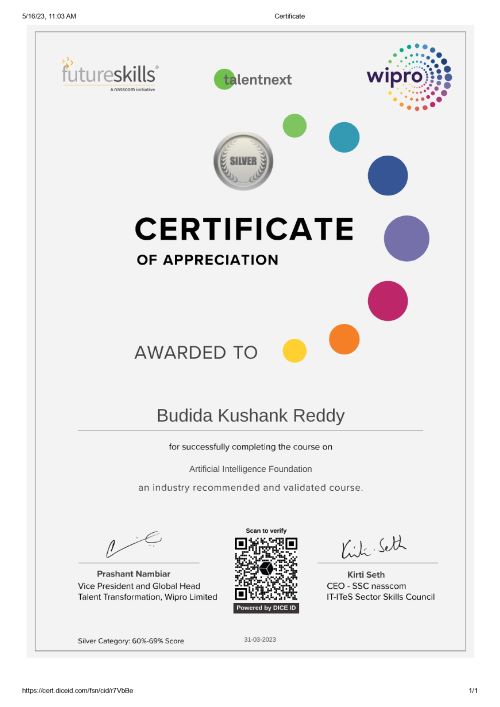 5/16/23, 11:03 AM
Certificate
futureskills
a nasscom initiative
talentnext
wipro
SILVER
CERTIFICATE
OF APPRECIATION
AWARDED TO
Budida Kushank Reddy
for successfully completing the course on
Artificial Intelligence Foundation
an industry recommended and validated course.
Scan to verify
Powered by DICE ID
Prashant Nambiar
Vice President and Global Head
Talent Transformation, Wipro Limited
Kirti Seth
Kirti Seth
CEO - SSC nasscom
IT-ITeS Sector Skills Council
Silver Category: 60%-69% Score
31-03-2023
https://cert.diceid.com/fsn/cid/r7VbBe
1/1